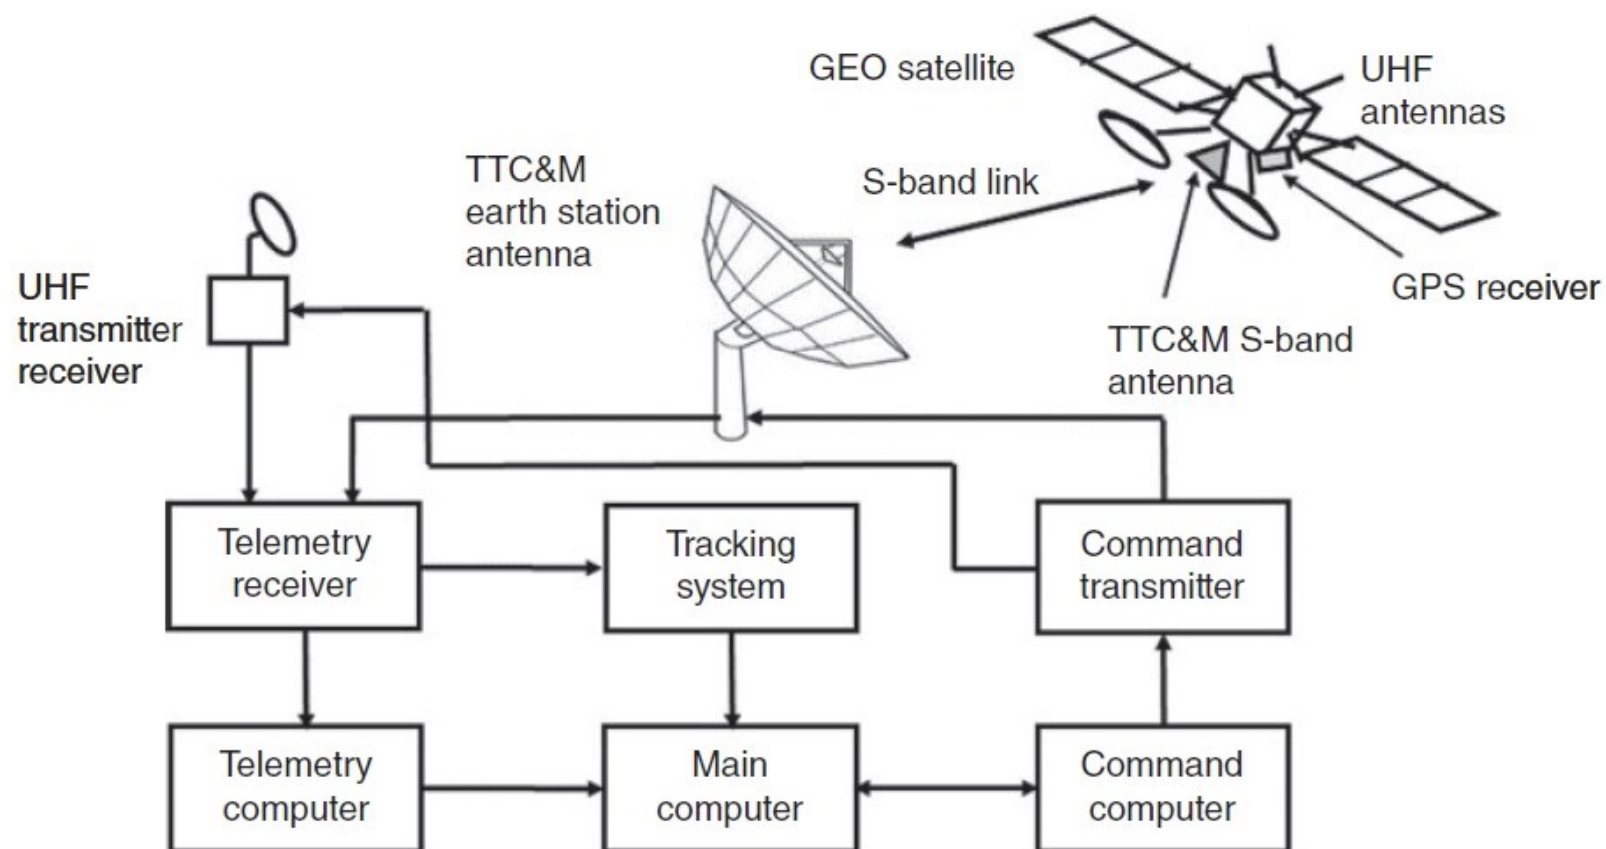 GEO satellite
UHF
antennas
TTC&M
earth station
antenna
S-band link
UHF
transmitter
receiver
GPS receiver
TTC&M S-band
antenna
Telemetry
receiver
Tracking
system
Command
transmitter
Telemetry
computer
Main
computer
Command
computer